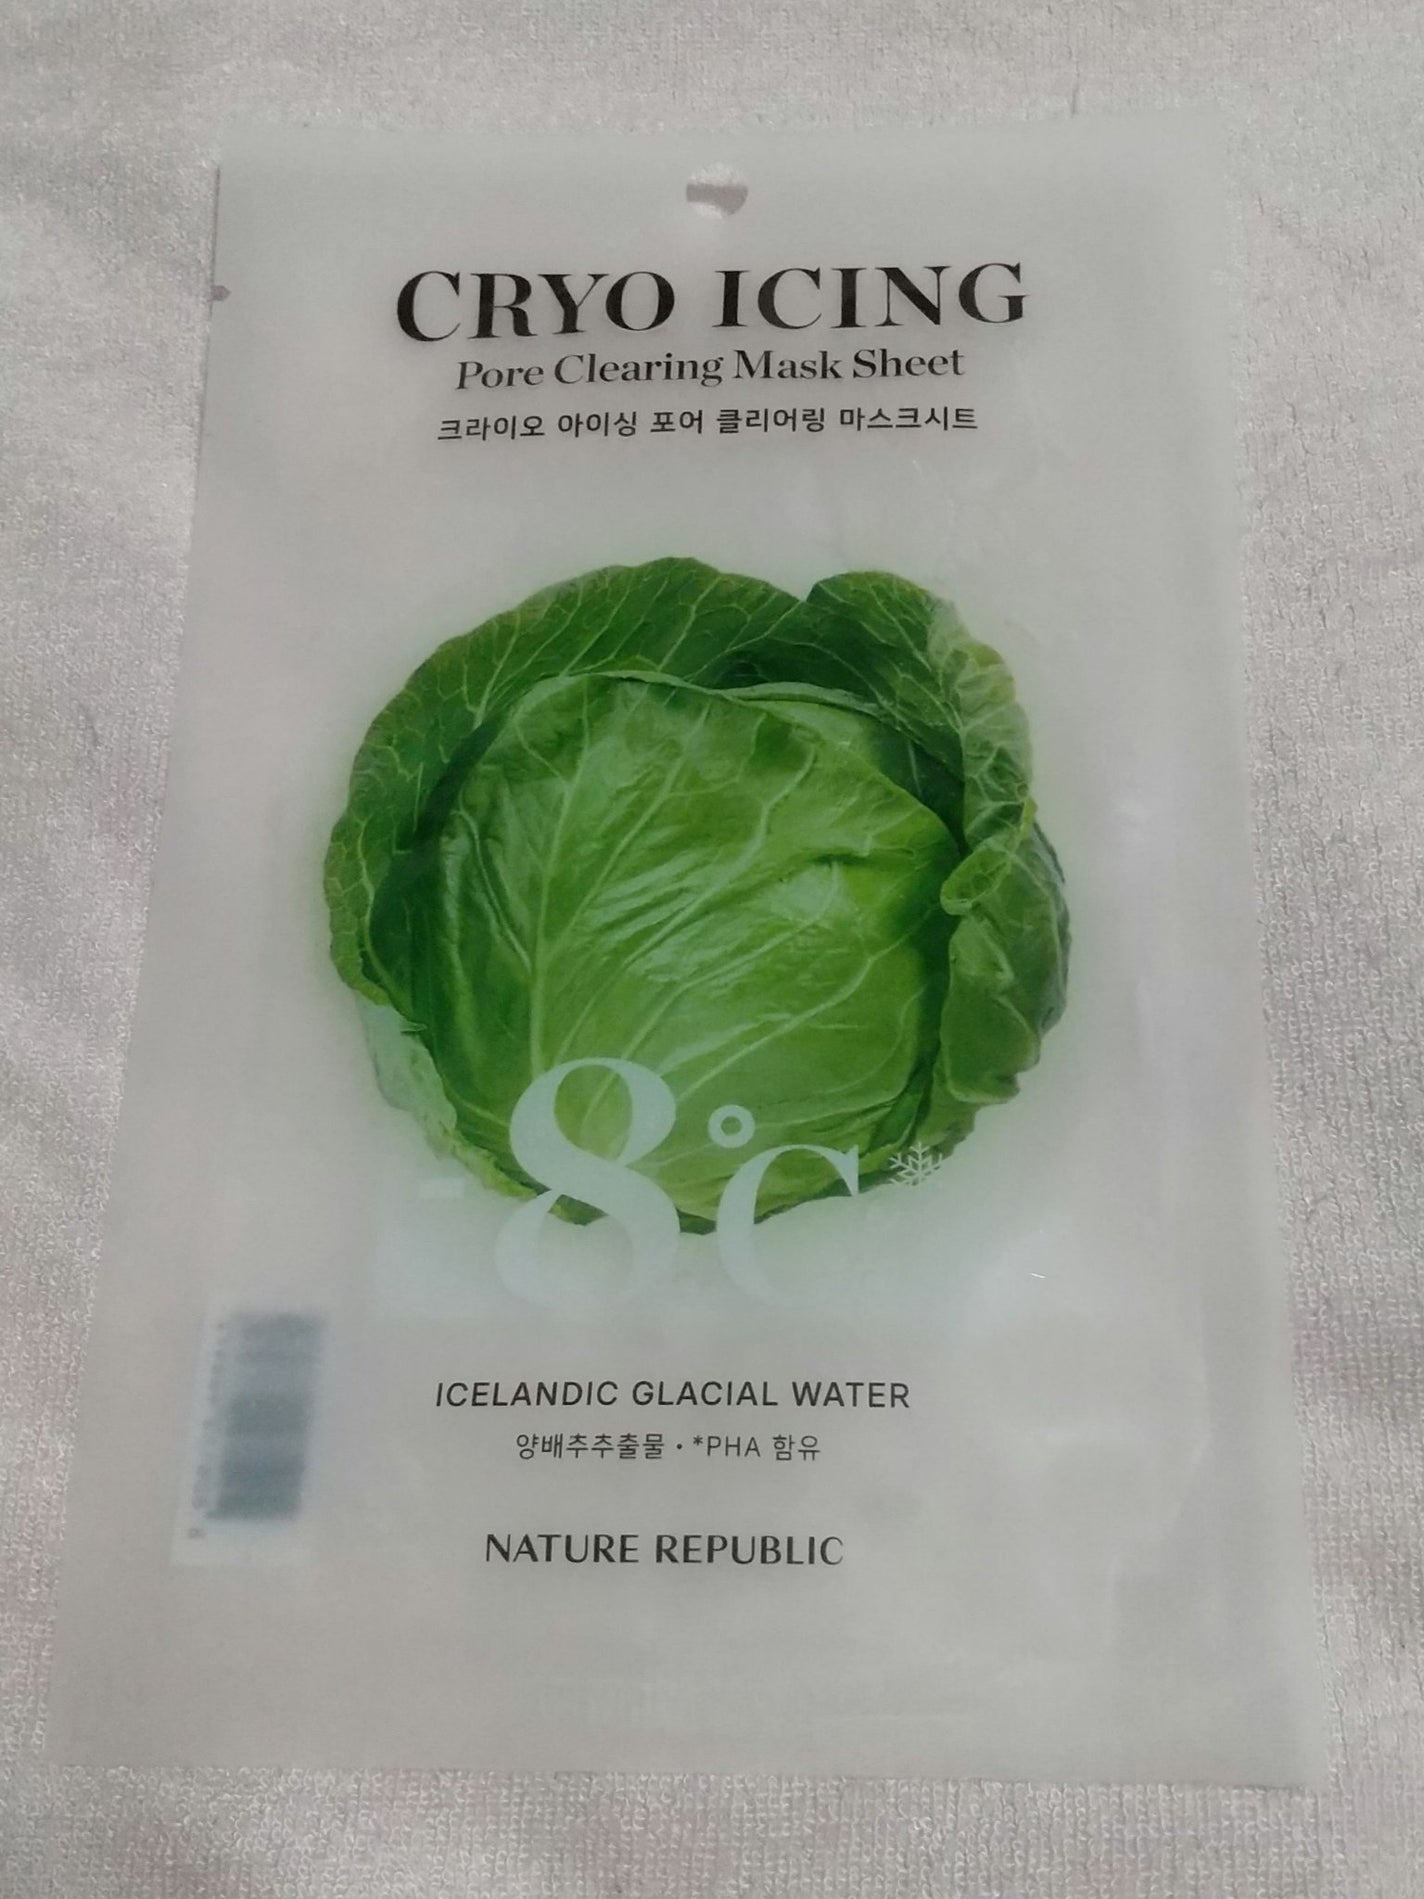 CRYO ICING
Pore Clearing Mask Sheet
크라이오 아이싱 포어 클리어링 마스크시트
-8°C
ICELANDIC GLACIAL WATER
양배추추출물 • *PHA 함유
NATURE REPUBLIC